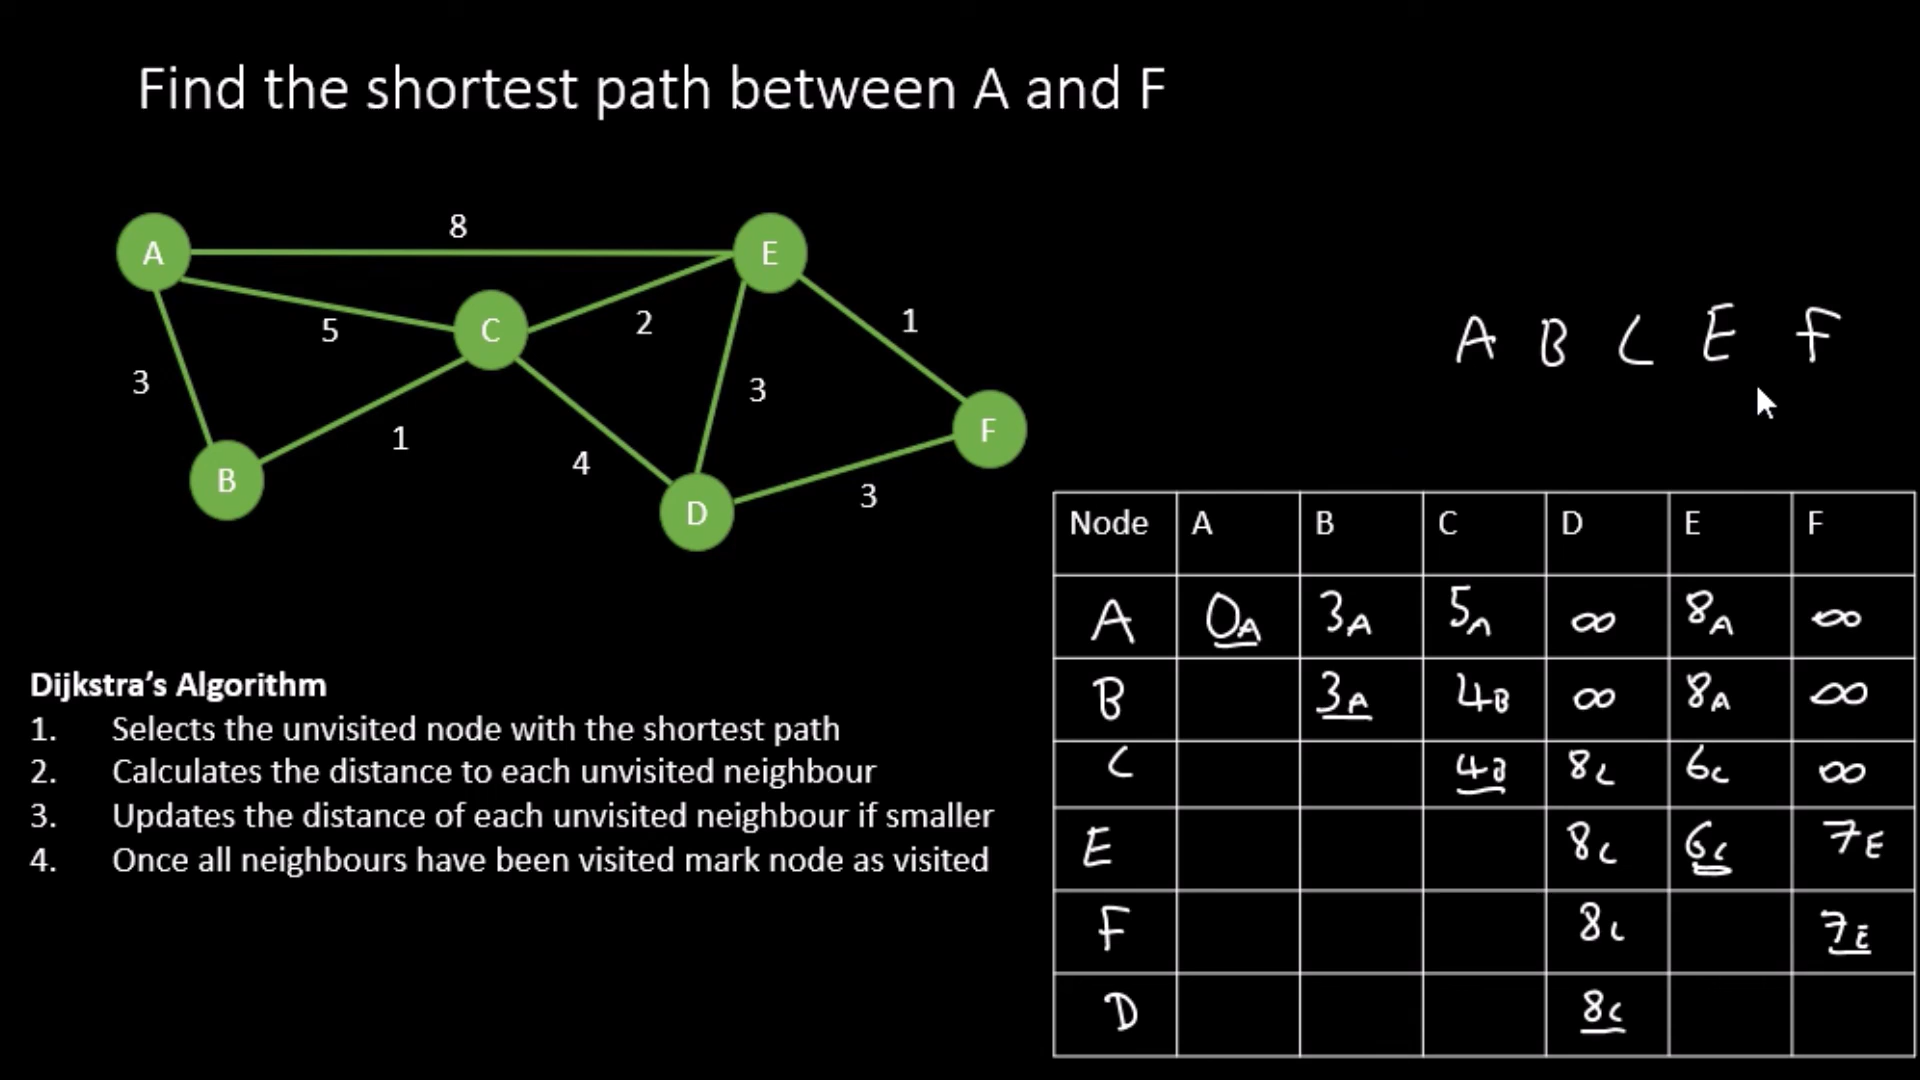 Find the shortest path between A and F
8
A
E
5
C
2
1
3
3
F
1
4
B
D
3
A B C E F
Dijkstra's Algorithm
1. Selects the unvisited node with the shortest path
2. Calculates the distance to each unvisited neighbour
3. Updates the distance of each unvisited neighbour if smaller
4. Once all neighbours have been visited mark node as visited
Node A B C D E F
A 0A 3A 5A ∞ 8A ∞
B 3A 4B ∞ 8A ∞
C 4B 8C 6C ∞
E 8C 6C 7E
F 8C 7E
D 8C